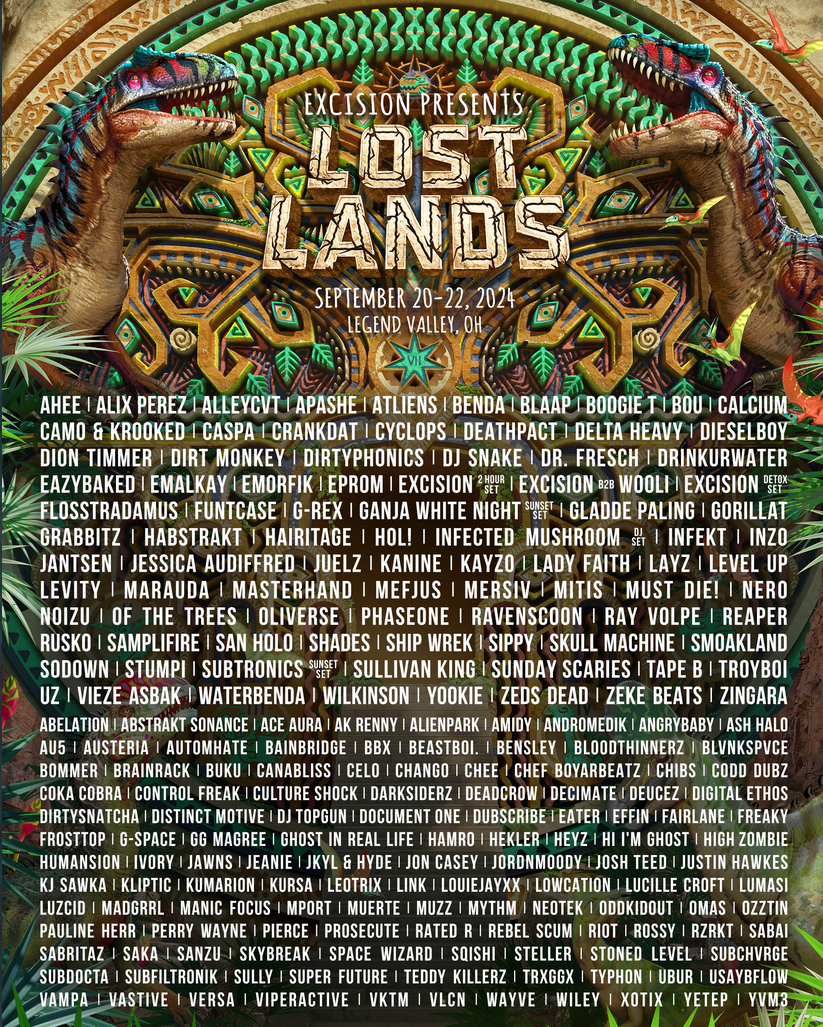 EXCISION PRESENTS
LOST
LANDS
SEPTEMBER 20-22, 2024
LEGEND VALLEY, OH
VII
AHEE | ALIX PEREZ | ALLEYCVT | APASHE | ATLIENS | BENDA | BLAAP | BOOGIE T | BOU | CALCIUM
CAMO & KROOKED | CASPA | CRANKDAT | CYCLOPS | DEATHPACT | DELTA HEAVY | DIESELBOY
DION TIMMER | DIRT MONKEY | DIRTYPHONICS | DJ SNAKE | DR. FRESCH | DRINKURWATER
EAZYBAKED | EMALKAY | EMORFIK | EPROM | EXCISION 2 HOUR SET | EXCISION B2B WOOLI | EXCISION DETOX SET
FLOSSTRADAMUS | FUNTCASE | G-REX | GANJA WHITE NIGHT SUNSET SET | GLADDE PALING | GORILLAT
GRABBITZ | HABSTRAKT | HAIRITAGE | HOL! | INFECTED MUSHROOM DJ SET | INFEKT | INZO
JANTSEN | JESSICA AUDIFFRED | JUELZ | KANINE | KAYZO | LADY FAITH | LAYZ | LEVEL UP
LEVITY | MARAUDA | MASTERHAND | MEFJUS | MERSIV | MITIS | MUST DIE! | NERO
NOIZU | OF THE TREES | OLIVERSE | PHASEONE | RAVENSCOON | RAY VOLPE | REAPER
RUSKO | SAMPLIFIRE | SAN HOLO | SHADES | SHIP WREK | SIPPY | SKULL MACHINE | SMOAKLAND
SODOWN | STUMPI | SUBTRONICS SUNSET SET | SULLIVAN KING | SUNDAY SCARIES | TAPE B | TROYBOI
UZ | VIEZE ASBAK | WATERBENDA | WILKINSON | YOOKIE | ZEDS DEAD | ZEKE BEATS | ZINGARA
ABELATION | ABSTRAKT SONANCE | ACE AURA | AK RENNY | ALIENPARK | AMIDY | ANDROMEDIK | ANGRYBABY | ASH HALO
AU5 | AUSTERIA | AUTOMHATE | BAINBRIDGE | BBX | BEASTBOI. | BENSLEY | BLOODTHINNERZ | BLVNKSPVCE
BOMMER | BRAINRACK | BUKU | CANABLISS | CELO | CHANGO | CHEE | CHEF BOYARBEATZ | CHIBS | CODD DUBZ
COKA COBRA | CONTROL FREAK | CULTURE SHOCK | DARKSIDERZ | DEADCROW | DECIMATE | DEUCEZ | DIGITAL ETHOS
DIRTYSNATCHA | DISTINCT MOTIVE | DJ TOPGUN | DOCUMENT ONE | DUBSCRIBE | EATER | EFFIN | FAIRLANE | FREAKY
FROSTTOP | G-SPACE | GG MAGREE | GHOST IN REAL LIFE | HAMRO | HEKLER | HEYZ | HI I'M GHOST | HIGH ZOMBIE
HUMANSION | IVORY | JAWNS | JEANIE | JKYL & HYDE | JON CASEY | JORDNMOODY | JOSH TEED | JUSTIN HAWKES
KJ SAWKA | KLIPTIC | KUMARION | KURSA | LEOTRIX | LINK | LOUIEJAYXX | LOWCATION | LUCILLE CROFT | LUMASI
LUZCID | MADGRRL | MANIC FOCUS | MPORT | MUERTE | MUZZ | MYTHM | NEOTEK | ODDKIDOUT | OMAS | OZZTIN
PAULINE HERR | PERRY WAYNE | PIERCE | PROSECUTE | RATED R | REBEL SCUM | RIOT | ROSSY | RZRKT | SABAI
SABRITAZ | SAKA | SANZU | SKYBREAK | SPACE WIZARD | SQISHI | STELLER | STONED LEVEL | SUBCHVRGE
SUBDOCTA | SUBFILTRONIK | SULLY | SUPER FUTURE | TEDDY KILLERZ | TRXGGX | TYPHON | UBUR | USAYBFLOW
VAMPA | VASTIVE | VERSA | VIPERACTIVE | VKTM | VLCN | WAYVE | WILEY | XOTIX | YETEP | YVM3